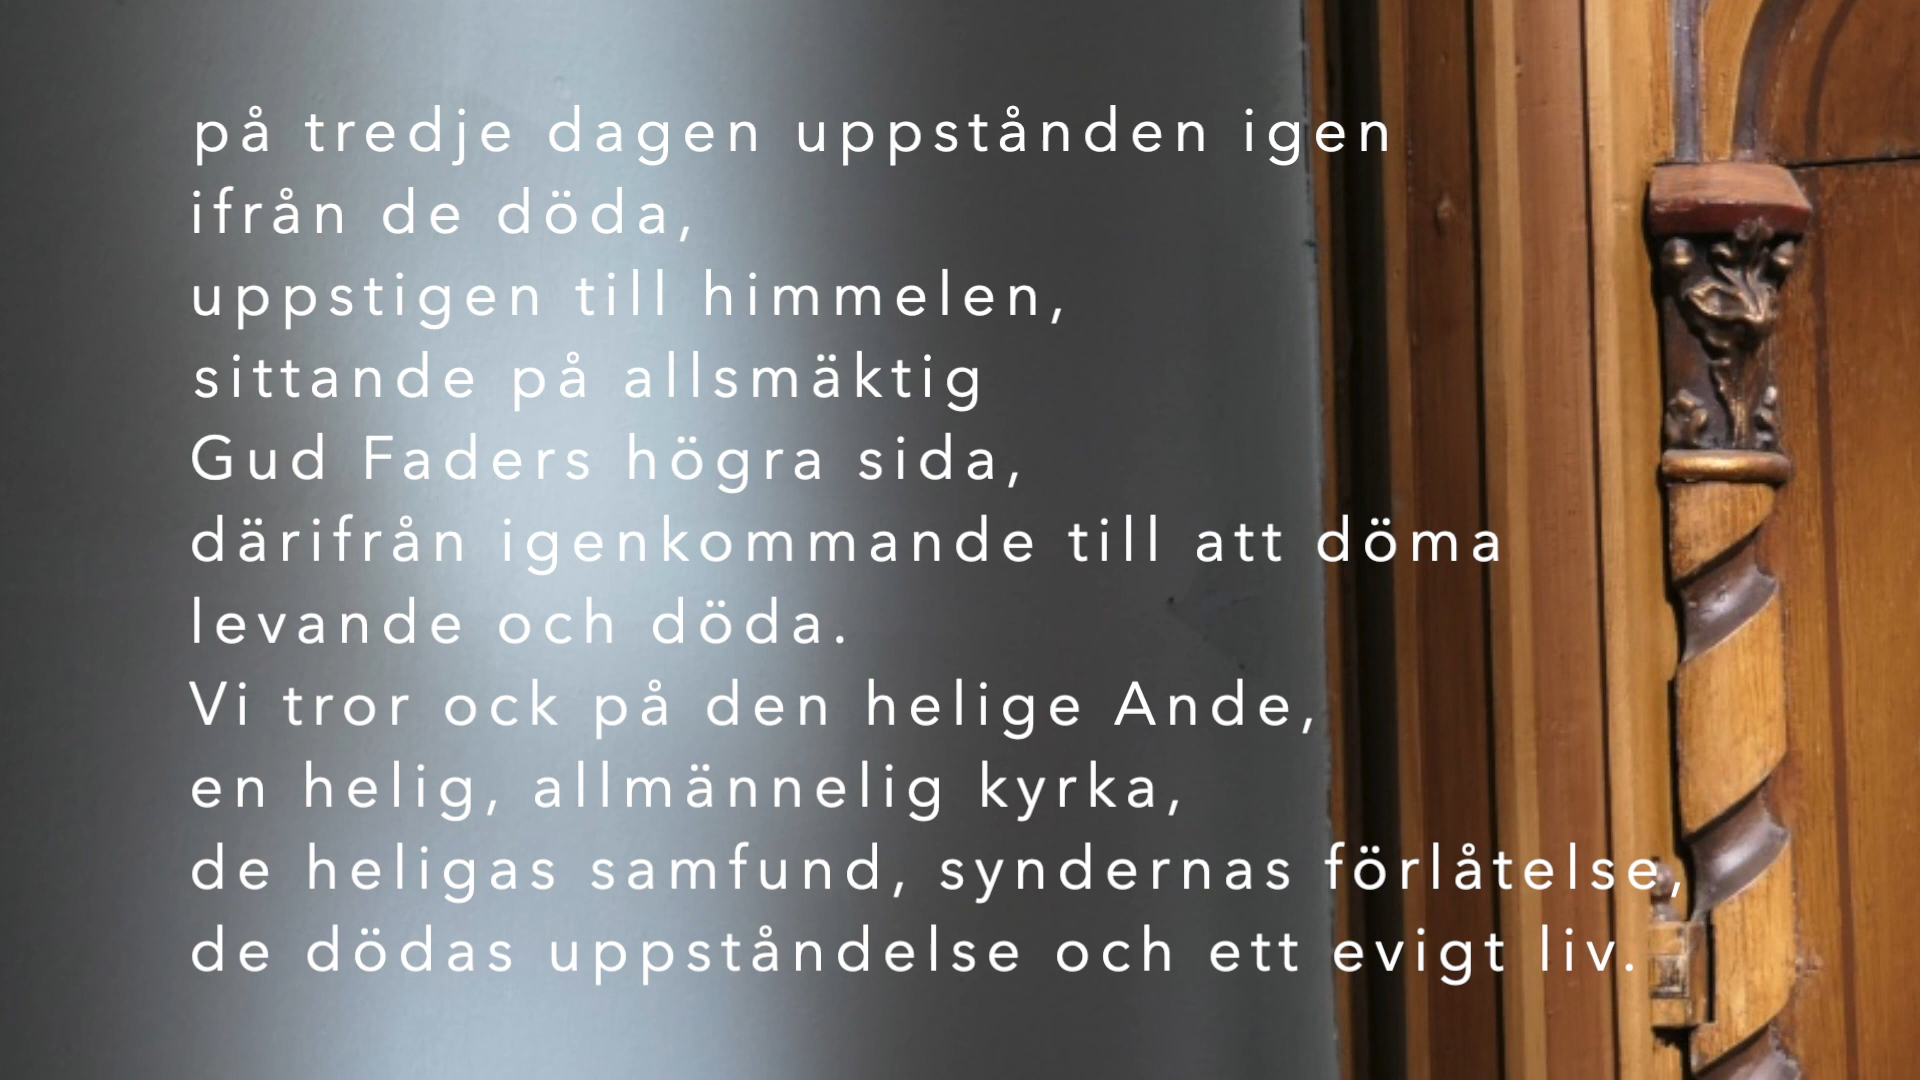 på tredje dagen uppstånden igen
ifrån de döda,
uppstigen till himmelen,
sittande på allsmäktig
Gud Faders högra sida,
därifrån igenkommande till att döma
levande och döda.
Vi tror ock på den helige Ande,
en helig, allmännelig kyrka,
de heligas samfund, syndernas förlåtelse,
de dödas uppståndelse och ett evigt liv.